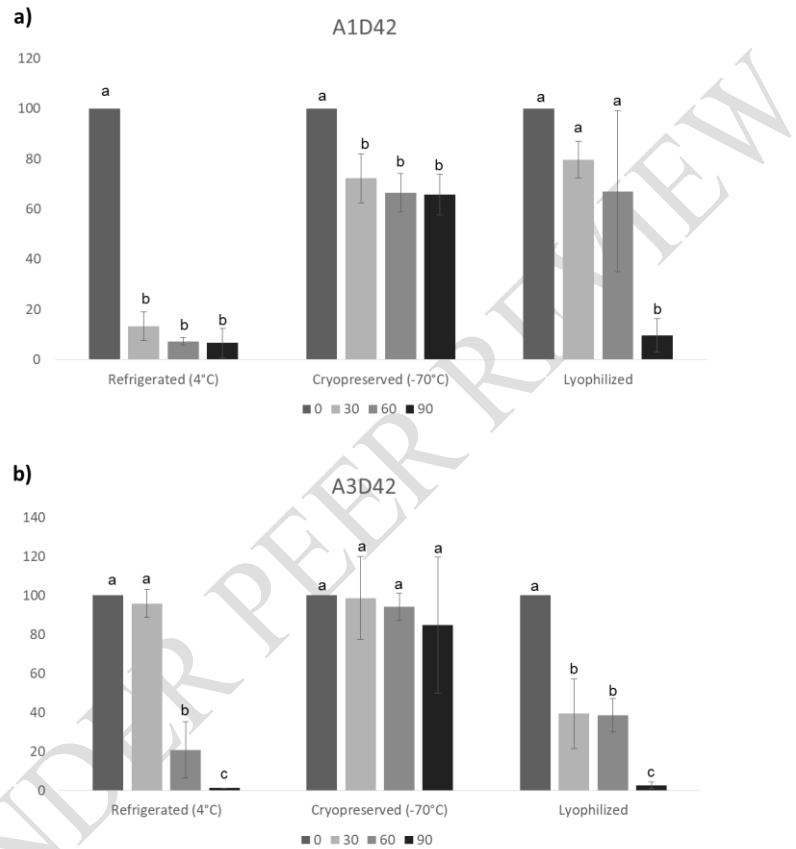 a)
A1D42
120
100
80
60
40
20
0
a
b
b
b
a
b
b
b
a
a
a
b
Refrigerated (4°C)
Cryopreserved (-70°C)
Lyophilized
0 30 60 90
b)
A3D42
140
120
100
80
60
40
20
0
a
a
b
c
a
a
a
a
a
b
b
c
Refrigerated (4°C)
Cryopreserved (-70°C)
Lyophilized
0 30 60 90
NDER PEER REVIEW